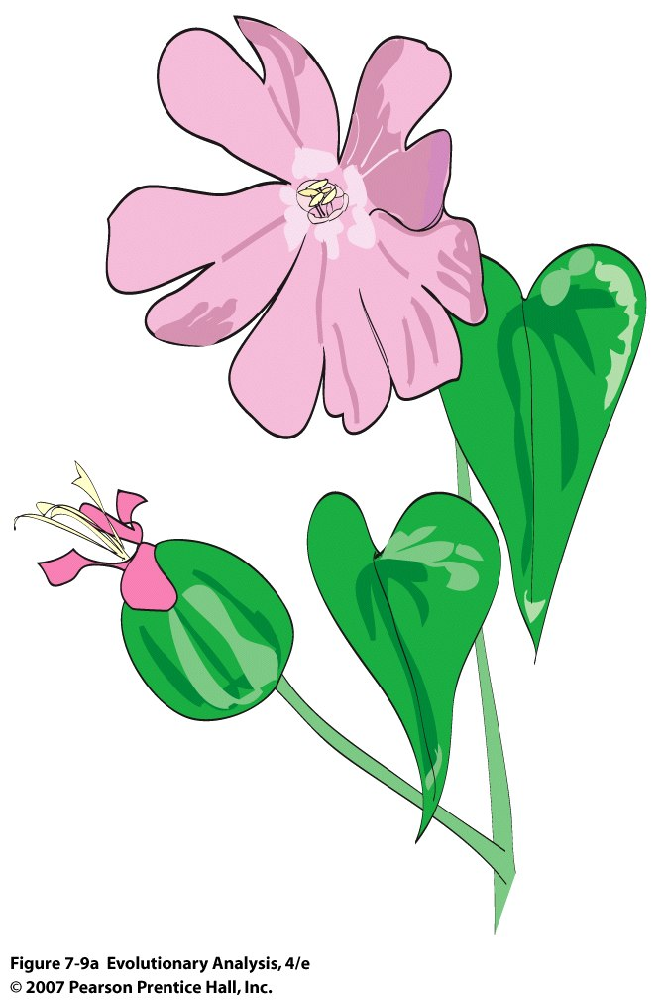 Figure 7-9a Evolutionary Analysis, 4/e
© 2007 Pearson Prentice Hall, Inc.